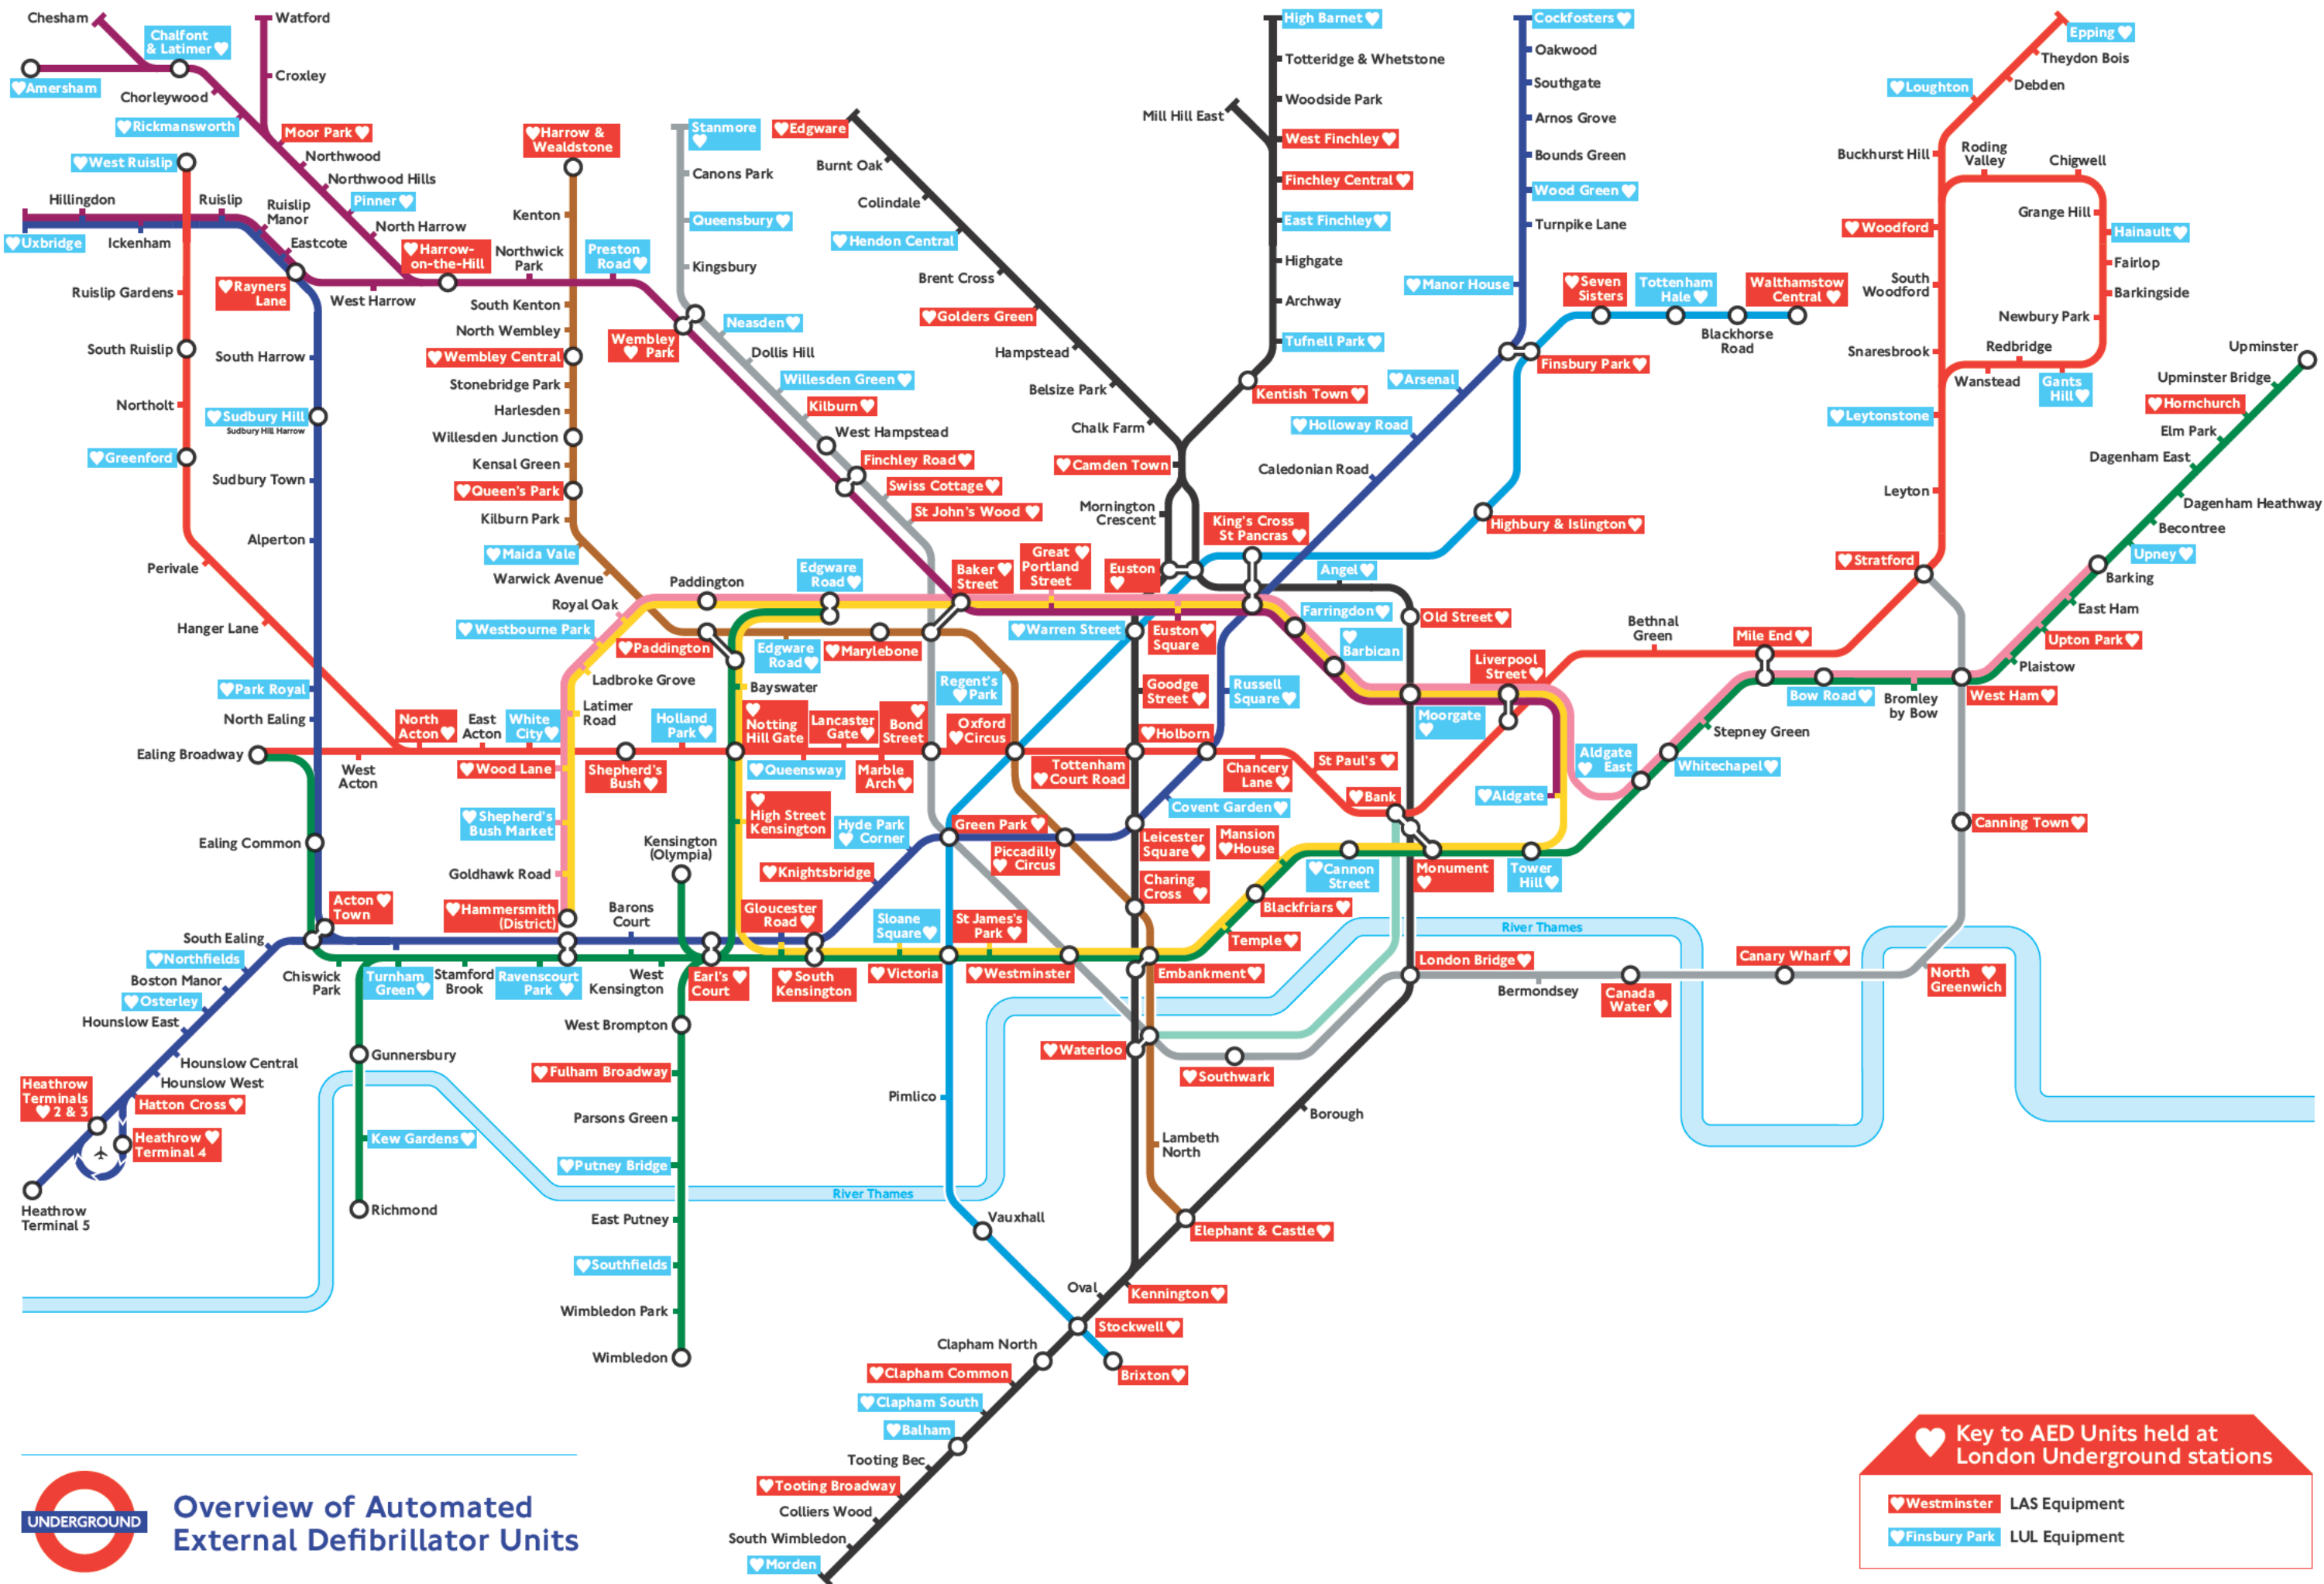 Chesham
Chalfont
& Latimer
Amersham
Chorleywood
Rickmansworth
Watford
Croxley
Moor Park
Northwood
Northwood Hills
Pinner
North Harrow
Harrow-
on-the-Hill
West Ruislip
Hillingdon
Ruislip
Ruislip
Manor
Eastcote
Uxbridge
Ickenham
Rayners
Lane
West Harrow
Ruislip Gardens
South Ruislip
Northolt
Greenford
Perivale
Hanger Lane
South Harrow
Sudbury Hill
Sudbury Hill Harrow
Sudbury Town
Alperton
Park Royal
North Ealing
Ealing Broadway
Ealing Common
West
Acton
North
Acton
East
Acton
White
City
Harrow &
Wealdstone
Kenton
Northwick
Park
Preston
Road
South Kenton
North Wembley
Wembley Central
Stonebridge Park
Harlesden
Willesden Junction
Kensal Green
Queen's Park
Kilburn Park
Maida Vale
Warwick Avenue
Royal Oak
Westbourne Park
Stanmore
Canons Park
Queensbury
Kingsbury
Wembley
Park
Neasden
Dollis Hill
Willesden Green
Kilburn
West Hampstead
Finchley Road
Swiss Cottage
St John's Wood
Edgware
Burnt Oak
Colindale
Hendon Central
Brent Cross
Golders Green
Hampstead
Belsize Park
Chalk Farm
Camden Town
Mornington
Crescent
High Barnet
Totteridge & Whetstone
Woodside Park
Mill Hill East
West Finchley
Finchley Central
East Finchley
Highgate
Archway
Tufnell Park
Kentish Town
Cockfosters
Oakwood
Southgate
Arnos Grove
Bounds Green
Wood Green
Turnpike Lane
Manor House
Finsbury Park
Arsenal
Holloway Road
Caledonian Road
Seven
Sisters
Tottenham
Hale
Blackhorse
Road
Walthamstow
Central
Highbury & Islington
Epping
Theydon Bois
Debden
Loughton
Buckhurst Hill
Roding
Valley
Chigwell
Grange Hill
Hainault
Fairlop
Barkingside
Newbury Park
Redbridge
Gants
Hill
Wanstead
Woodford
South
Woodford
Snaresbrook
Leytonstone
Leyton
Stratford
Upminster
Upminster Bridge
Hornchurch
Elm Park
Dagenham East
Dagenham Heathway
Becontree
Upney
Barking
East Ham
Upton Park
Plaistow
West Ham
Bromley
by Bow
Bow Road
Mile End
Bethnal
Green
Stepney Green
Whitechapel
Aldgate
East
Aldgate
Liverpool
Street
Moorgate
Barbican
Farringdon
Old Street
Angel
King's Cross
St Pancras
Euston
Great
Portland
Street
Baker
Street
Edgware
Road
Paddington
Paddington
Edgware
Road
Marylebone
Warren Street
Euston
Square
Regent's
Park
Goodge
Street
Russell
Square
Ladbroke Grove
Latimer
Road
Bayswater
Holland
Park
Notting
Hill Gate
Lancaster
Gate
Bond
Street
Oxford
Circus
Holborn
Wood Lane
Shepherd's
Bush
Queensway
Marble
Arch
Tottenham
Court Road
Chancery
Lane
St Paul's
Bank
Shepherd's
Bush Market
High Street
Kensington
Hyde Park
Corner
Green Park
Piccadilly
Circus
Leicester
Square
Covent Garden
Mansion
House
Cannon
Street
Monument
Tower
Hill
Kensington
(Olympia)
Goldhawk Road
Hammersmith
(District)
Barons
Court
Knightsbridge
Gloucester
Road
Sloane
Square
St James's
Park
Charing
Cross
Blackfriars
Temple
Embankment
Westminster
Victoria
South
Kensington
Earl's
Court
West
Kensington
Ravenscourt
Park
Stamford
Brook
Turnham
Green
Chiswick
Park
Acton
Town
South Ealing
Northfields
Boston Manor
Osterley
Hounslow East
Hounslow Central
Hounslow West
Hatton Cross
Heathrow
Terminals
2 & 3
Heathrow
Terminal 4
Heathrow
Terminal 5
Gunnersbury
Kew Gardens
Richmond
West Brompton
Fulham Broadway
Parsons Green
Putney Bridge
East Putney
Southfields
Wimbledon Park
Wimbledon
River Thames
River Thames
Pimlico
Vauxhall
Waterloo
Southwark
London Bridge
Bermondsey
Canada
Water
Canary Wharf
North
Greenwich
Canning Town
Borough
Lambeth
North
Elephant & Castle
Kennington
Oval
Stockwell
Brixton
Clapham North
Clapham Common
Clapham South
Balham
Tooting Bec
Tooting Broadway
Colliers Wood
South Wimbledon
Morden
UNDERGROUND
Overview of Automated
External Defibrillator Units
Key to AED Units held at
London Underground stations
Westminster LAS Equipment
Finsbury Park LUL Equipment